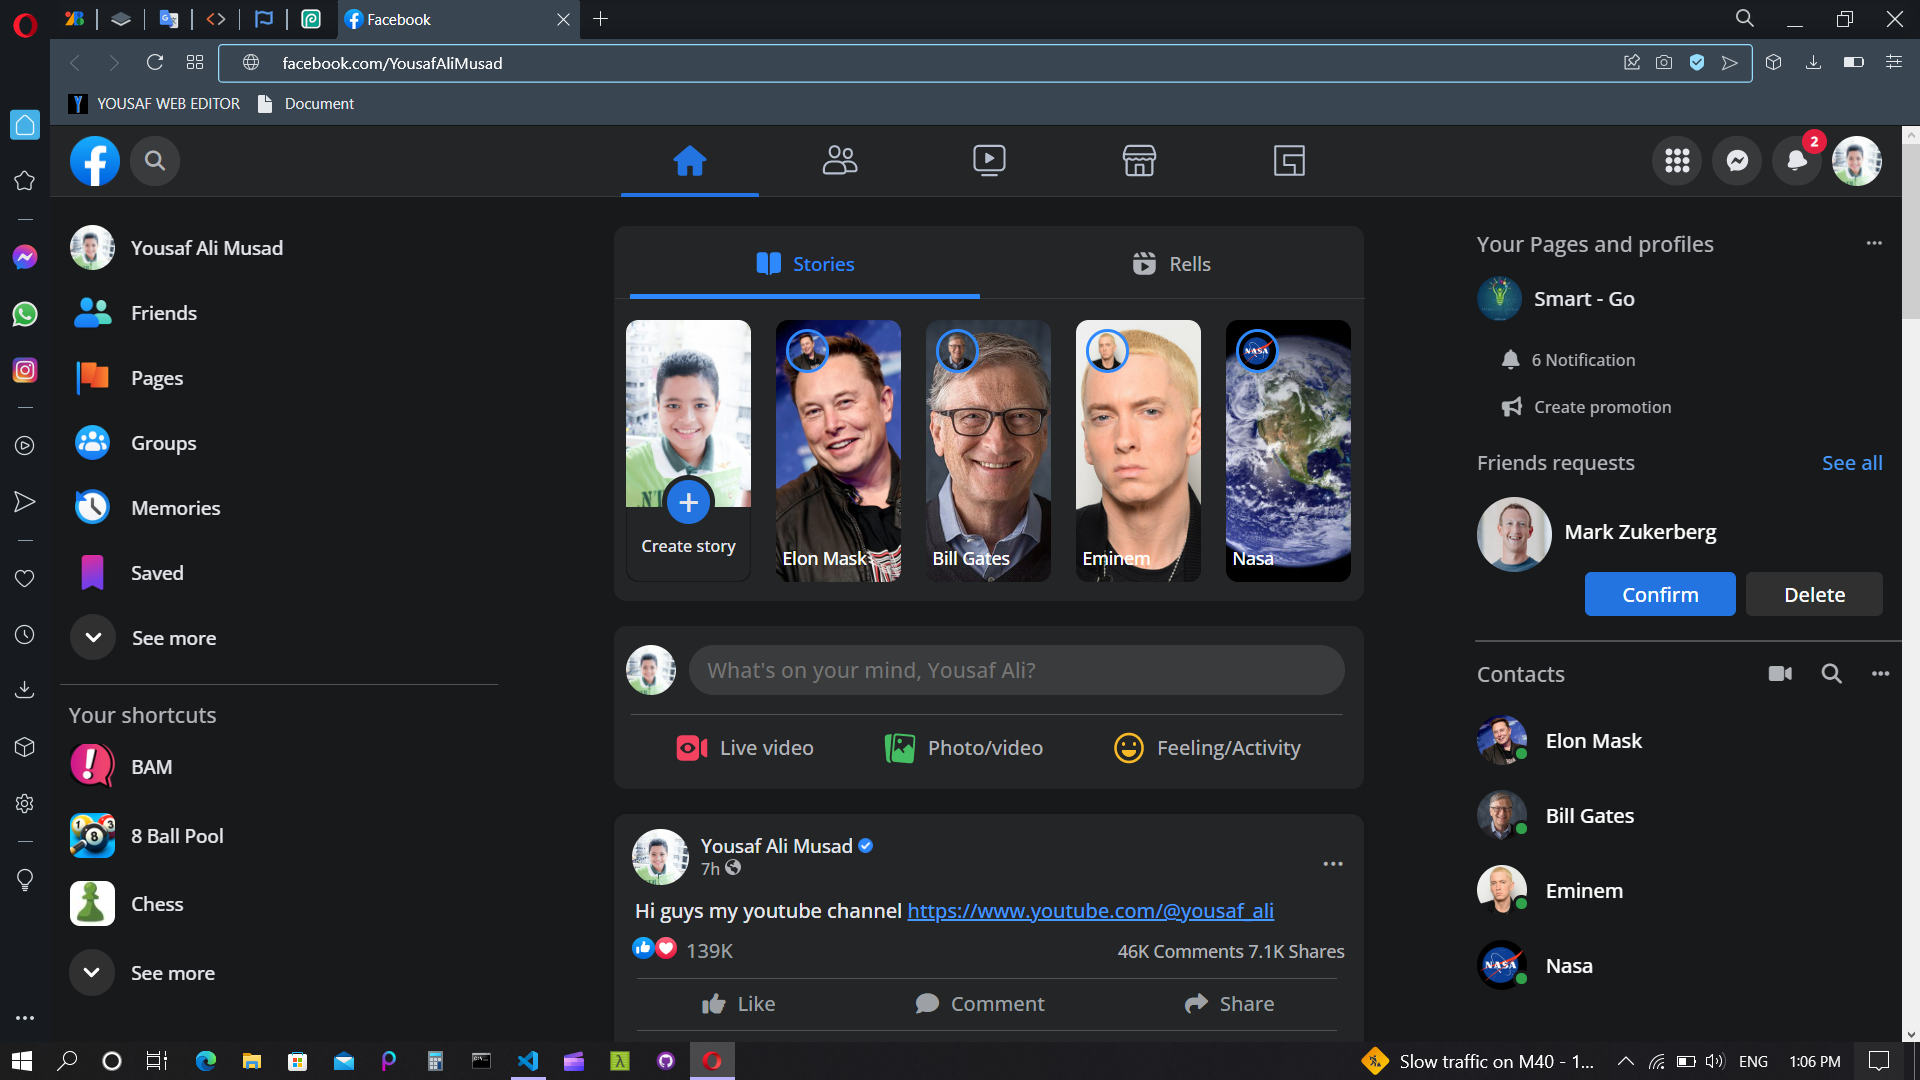 Facebook
facebook.com/YousafAliMusad
YOUSAF WEB EDITOR
Document
2
Yousaf Ali Musad
Friends
Pages
Groups
Memories
Saved
See more
Your shortcuts
BAM
8 Ball Pool
Chess
See more
Stories
Rells
Create story
Elon Mask
Bill Gates
Eminem
NASA
Nasa
What's on your mind, Yousaf Ali?
Live video
Photo/video
Feeling/Activity
Yousaf Ali Musad
7h
Hi guys my youtube channel https://www.youtube.com/@yousaf_ali
139K
46K Comments 7.1K Shares
Like
Comment
Share
Your Pages and profiles
Smart - Go
6 Notification
Create promotion
Friends requests
See all
Mark Zukerberg
Confirm
Delete
Contacts
Elon Mask
Bill Gates
Eminem
NASA
Nasa
Slow traffic on M40 - 1...
ENG
1:06 PM